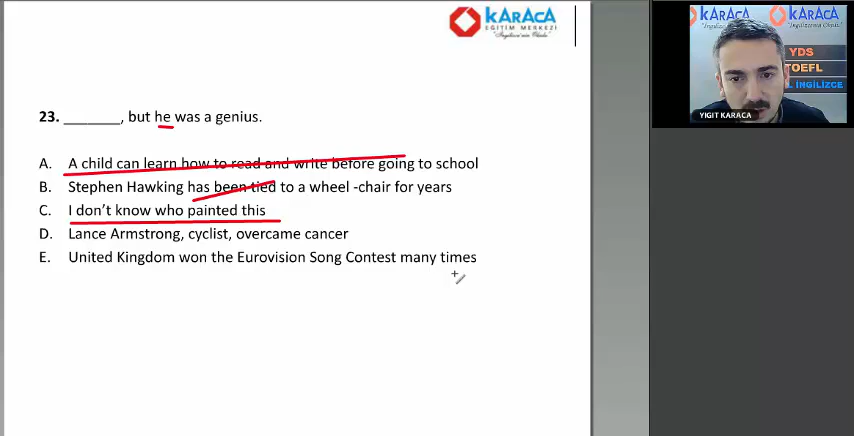 KARACA
EĞİTİM MERKEZİ
"İngilizce'nin Okulu"
23. _______, but he was a genius.
A. A child can learn how to read and write before going to school
B. Stephen Hawking has been tied to a wheel -chair for years
C. I don't know who painted this
D. Lance Armstrong, cyclist, overcame cancer
E. United Kingdom won the Eurovision Song Contest many times
KARACA
KARACA
YDS
TOEFL
İNGİLİZCE
YIGIT KARACA